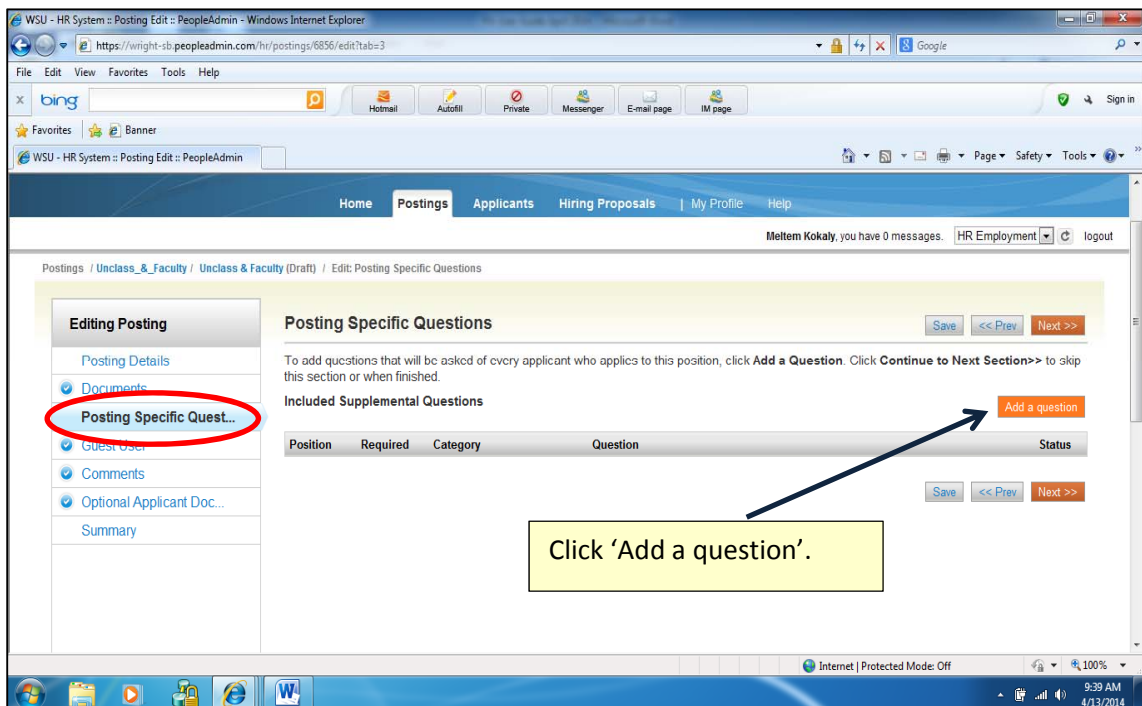 WSU - HR System :: Posting Edit :: PeopleAdmin - Windows Internet Explorer
https://wright-sb.peopleadmin.com/hr/postings/6856/edit?tab=3
Google
File Edit View Favorites Tools Help
x bing Hotmail Autofill Private Messenger E-mail page IM page Sign in
Favorites Banner
WSU - HR System :: Posting Edit :: PeopleAdmin Page Safety Tools
Home Postings Applicants Hiring Proposals | My Profile Help
Meltem Kokaly, you have 0 messages. HR Employment logout
Postings / Unclass_&_Faculty / Unclass & Faculty (Draft) / Edit: Posting Specific Questions
Editing Posting
Posting Details
Documents
Posting Specific Quest...
Guest User
Comments
Optional Applicant Doc...
Summary
Posting Specific Questions
Save << Prev Next >>
To add questions that will be asked of every applicant who applies to this position, click Add a Question. Click Continue to Next Section>> to skip
this section or when finished.
Included Supplemental Questions
Add a question
Position Required Category Question Status
Save << Prev Next >>
Click ‘Add a question’.
Internet | Protected Mode: Off 100%
9:39 AM
4/13/2014